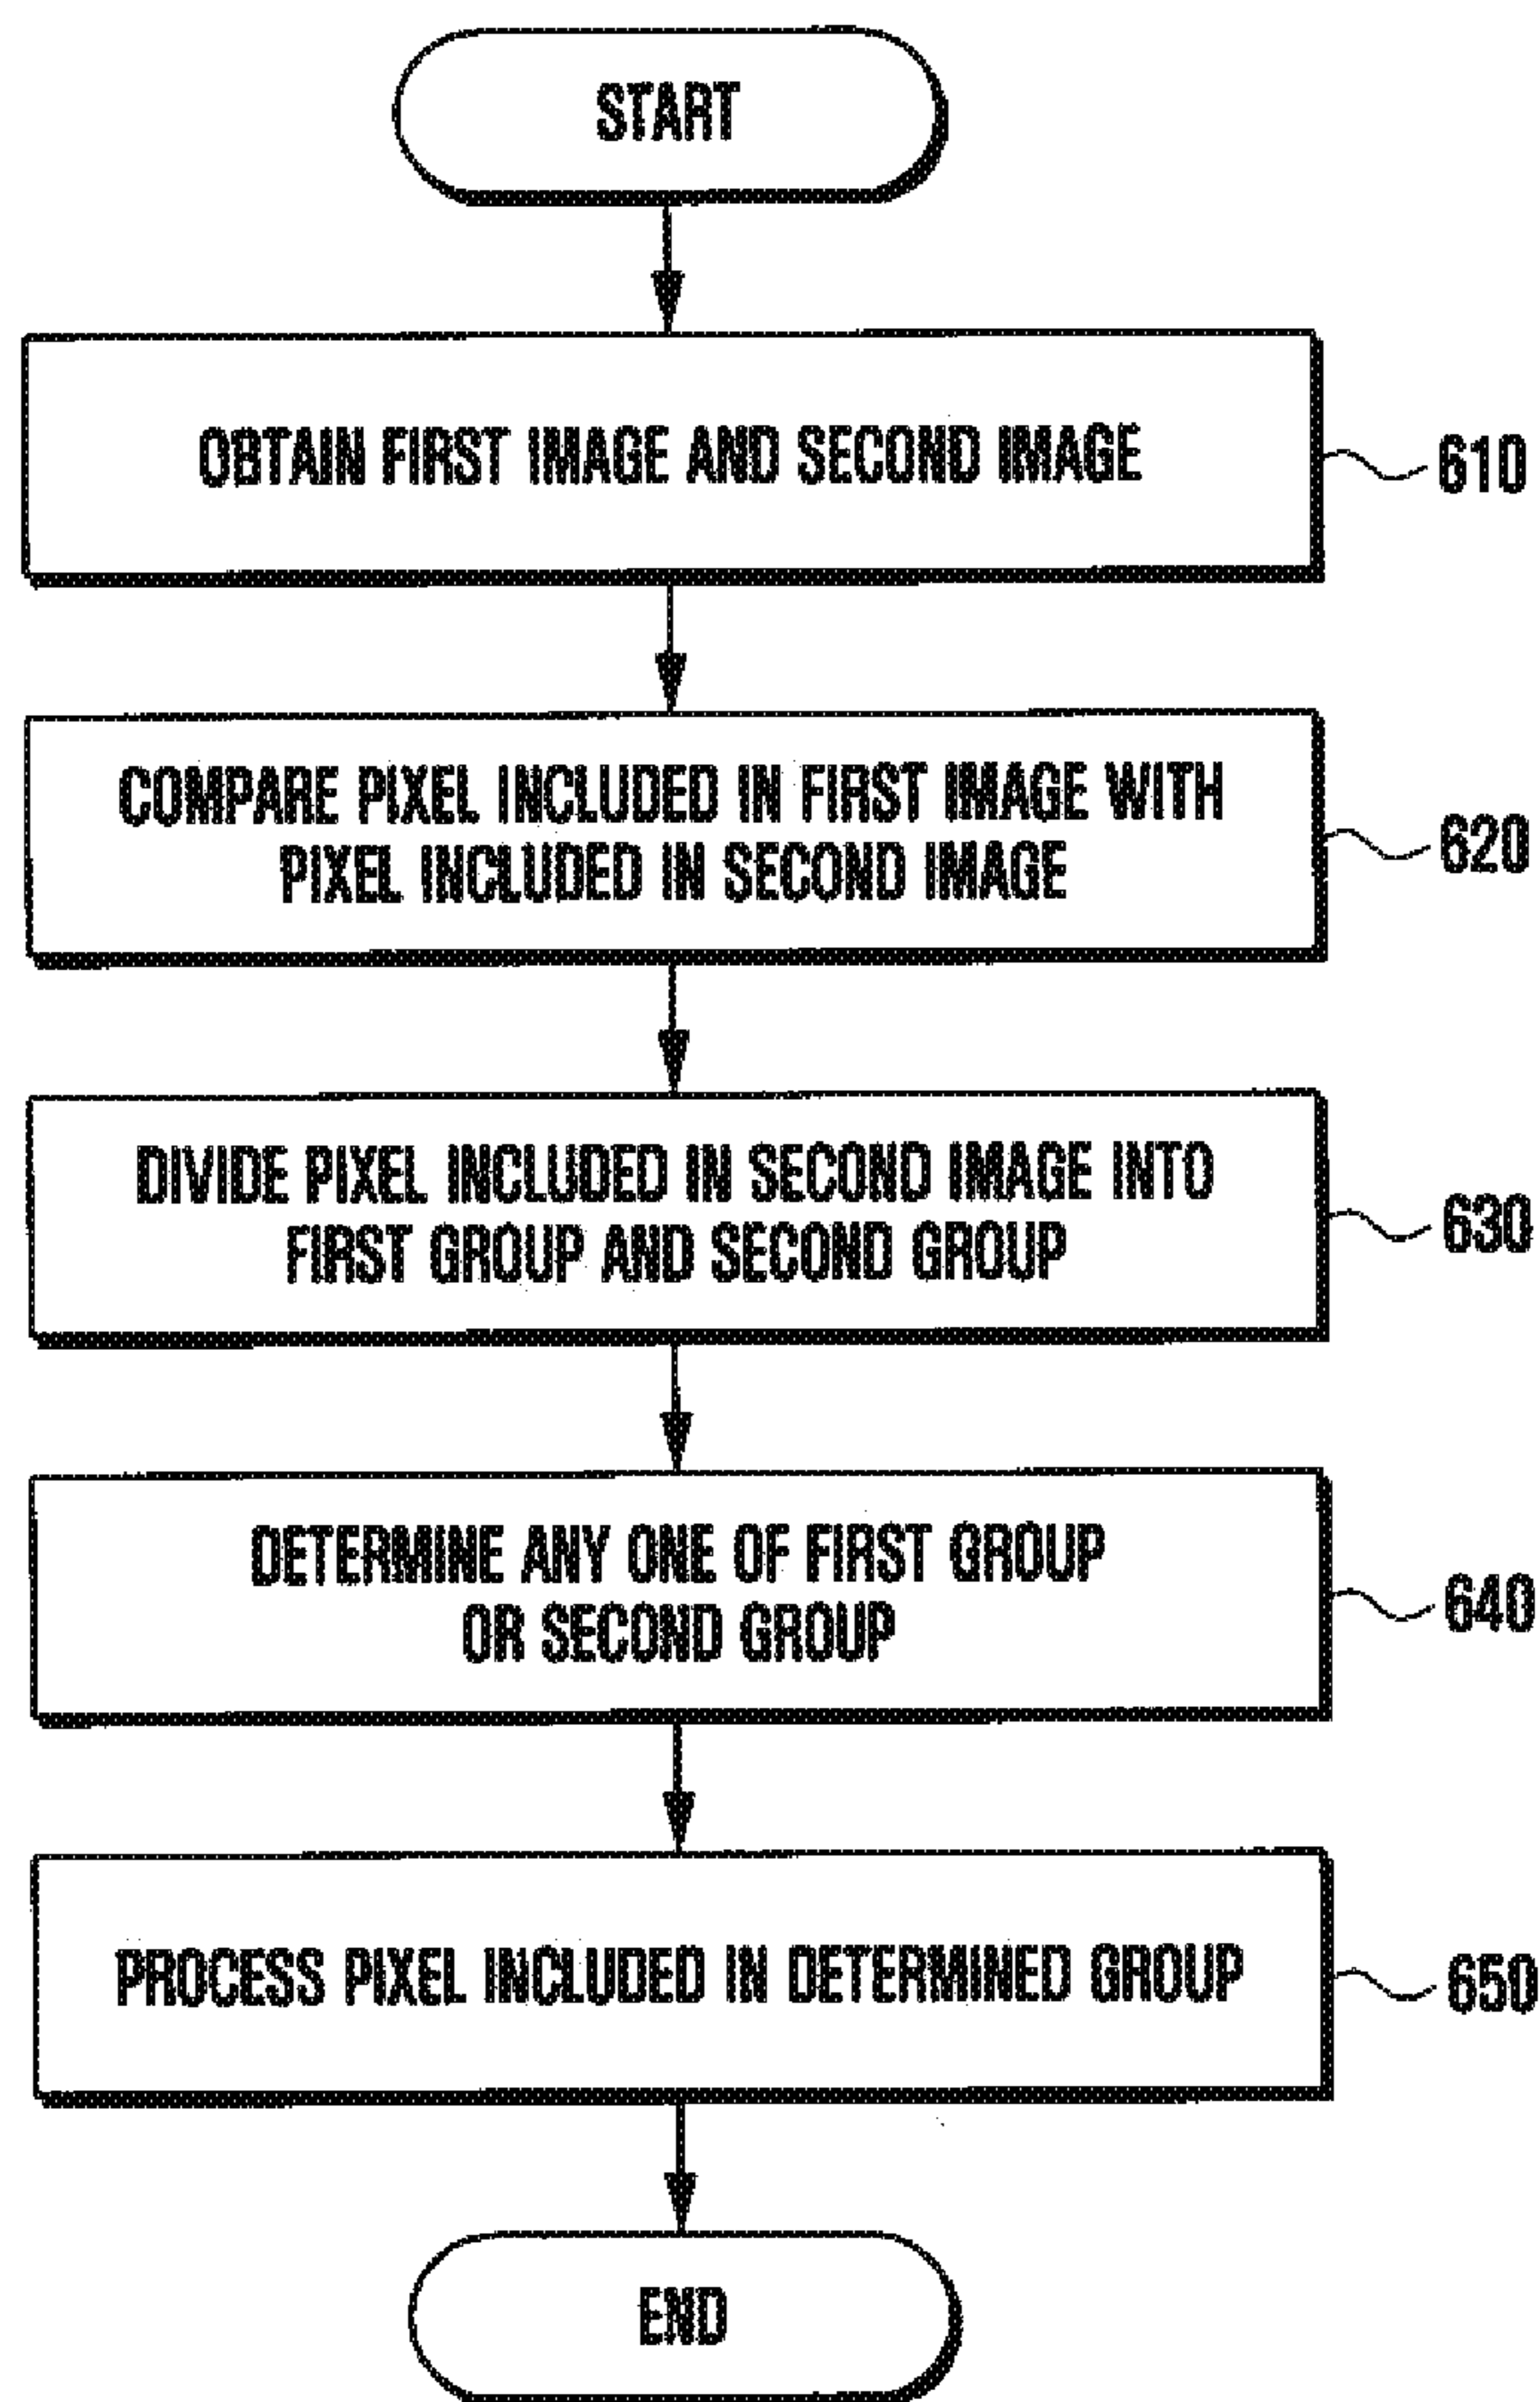 START
OBTAIN FIRST IMAGE AND SECOND IMAGE
610
COMPARE PIXEL INCLUDED IN FIRST IMAGE WITH
PIXEL INCLUDED IN SECOND IMAGE
620
DIVIDE PIXEL INCLUDED IN SECOND IMAGE INTO
FIRST GROUP AND SECOND GROUP
630
DETERMINE ANY ONE OF FIRST GROUP
OR SECOND GROUP
640
PROCESS PIXEL INCLUDED IN DETERMINED GROUP
650
END